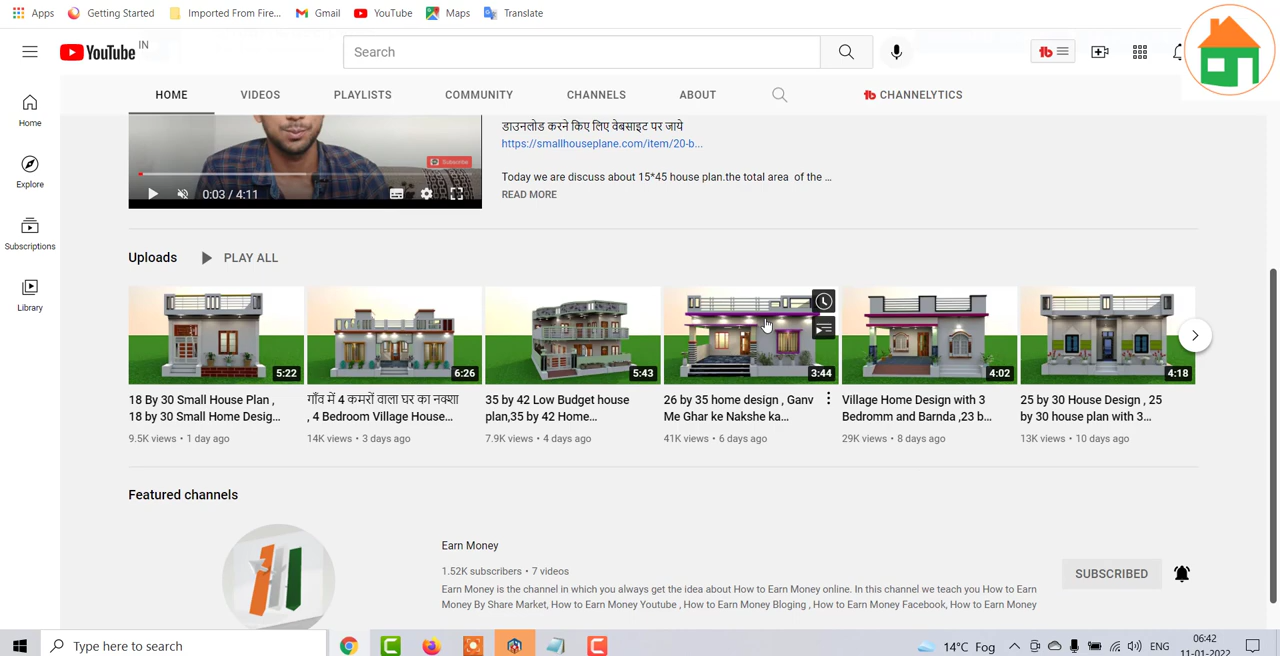 Apps Getting Started Imported From Fire... Gmail YouTube Maps Translate
YouTube IN
Search
HOME VIDEOS PLAYLISTS COMMUNITY CHANNELS ABOUT tb CHANNELYTICS
Home
Explore
Subscriptions
Library
Subscribe
0:03 / 4:11
डाउनलोड करने किए लिए वेबसाइट पर जाये
https://smallhouseplane.com/item/20-b...
Today we are discuss about 15*45 house plan.the total area of the ...
READ MORE
Uploads PLAY ALL
5:22
18 By 30 Small House Plan ,
18 by 30 Small Home Desig...
9.5K views • 1 day ago
6:26
गाँव में 4 कमरों वाला घर का नक्शा
, 4 Bedroom Village House...
14K views • 3 days ago
5:43
35 by 42 Low Budget house
plan,35 by 42 Home...
7.9K views • 4 days ago
3:44
26 by 35 home design , Ganv
Me Ghar ke Nakshe ka...
41K views • 6 days ago
4:02
Village Home Design with 3
Bedromm and Barnda ,23 b...
29K views • 8 days ago
4:18
25 by 30 House Design , 25
by 30 house plan with 3...
13K views • 10 days ago
Featured channels
Earn Money
1.52K subscribers • 7 videos
Earn Money is the channel in which you always get the idea about How to Earn Money online. In this channel we teach you How to Earn
Money By Share Market, How to Earn Money Youtube , How to Earn Money Bloging , How to Earn Money Facebook, How to Earn Money
SUBSCRIBED
Type here to search
14°C Fog
ENG
06:42
11-01-2022